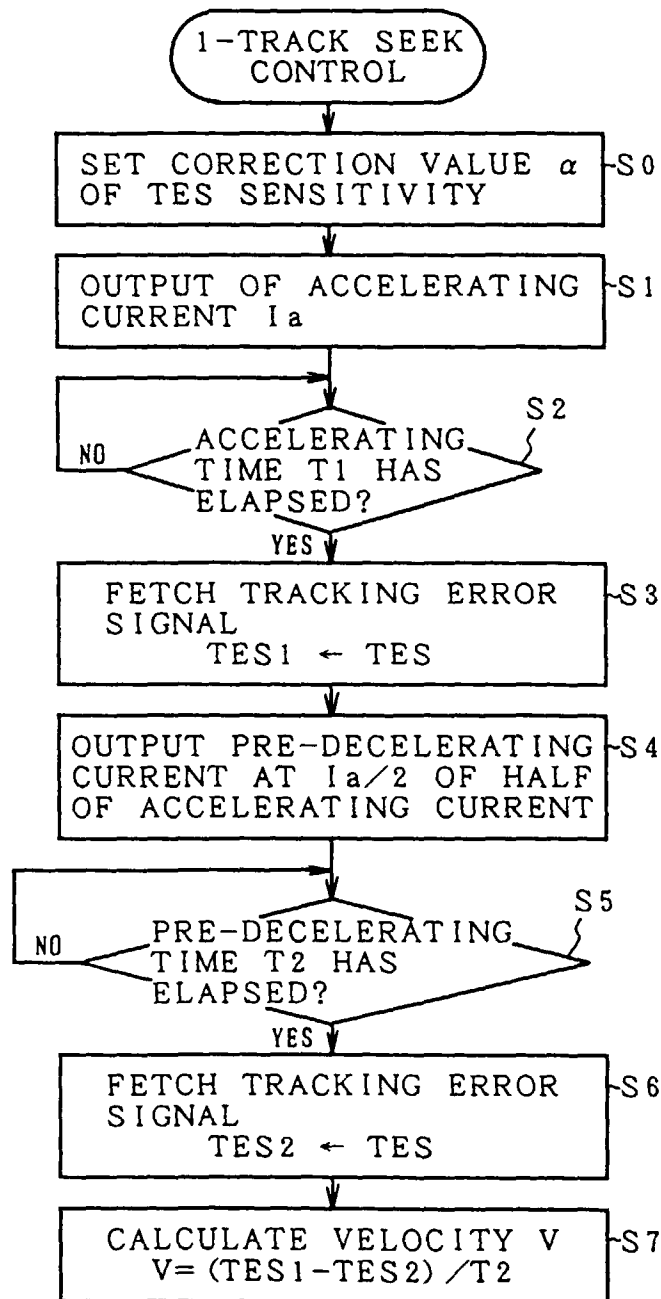 1-TRACK SEEK
CONTROL
SET CORRECTION VALUE α
OF TES SENSITIVITY
S0
OUTPUT OF ACCELERATING
CURRENT Ia
S1
S2
ACCELERATING
TIME T1 HAS
ELAPSED?
NO
YES
FETCH TRACKING ERROR
SIGNAL
TES1 ← TES
S3
OUTPUT PRE-DECELERATING
CURRENT AT Ia/2 OF HALF
OF ACCELERATING CURRENT
S4
S5
PRE-DECELERATING
TIME T2 HAS
ELAPSED?
NO
YES
FETCH TRACKING ERROR
SIGNAL
TES2 ← TES
S6
CALCULATE VELOCITY V
V=(TES1-TES2)/T2
S7